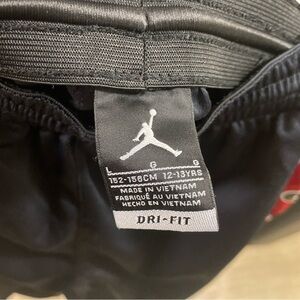 L G G
152-158CM 12-13YRS
MADE IN VIETNAM
FABRIQUÉ AU VIETNAM
HECHO EN VIETNAM
DRI-FIT